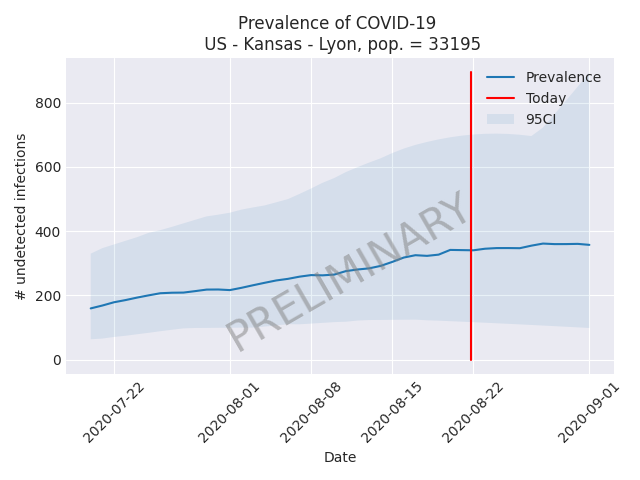 Prevalence of COVID-19
US - Kansas - Lyon, pop. = 33195
Prevalence
Today
95CI
PRELIMINARY
# undetected infections
800
600
400
200
0
2020-07-22
2020-08-01
2020-08-08
2020-08-15
2020-08-22
2020-09-01
Date